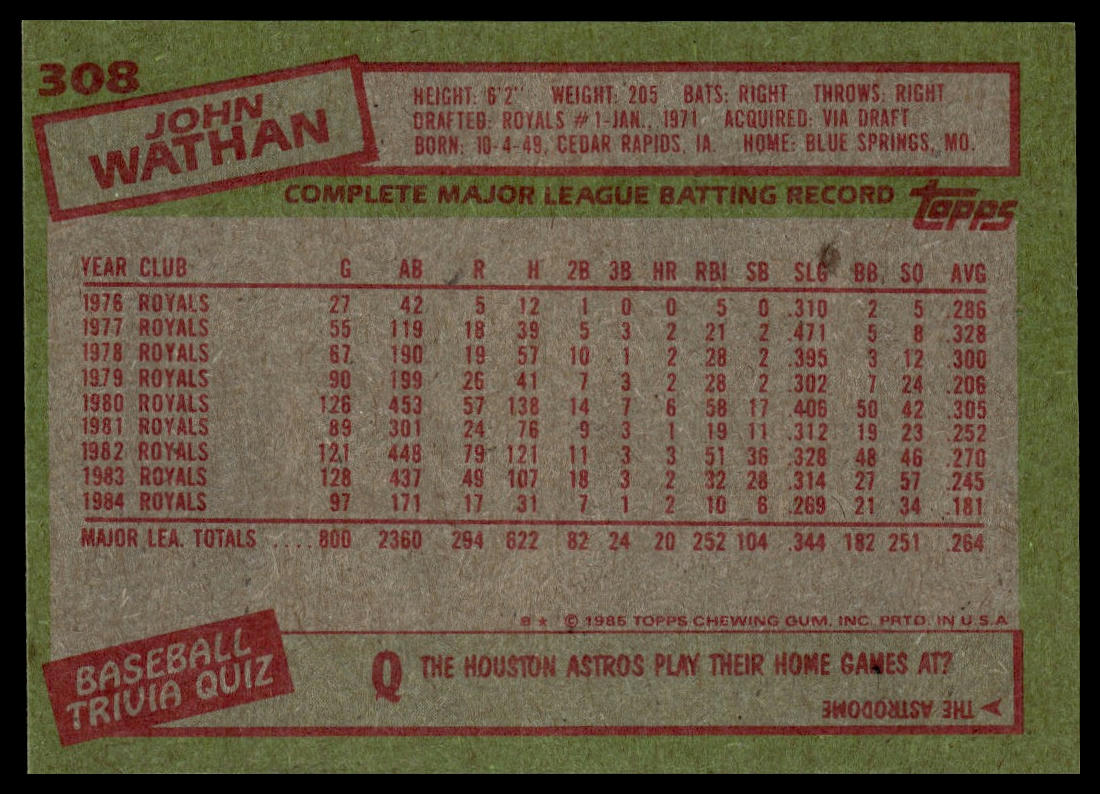 308
JOHN
WATHAN
HEIGHT: 6'2" WEIGHT: 205 BATS: RIGHT THROWS: RIGHT
DRAFTED: ROYALS #1-JAN., 1971 ACQUIRED: VIA DRAFT
BORN: 10-4-49, CEDAR RAPIDS, IA. HOME: BLUE SPRINGS, MO.
COMPLETE MAJOR LEAGUE BATTING RECORD
Topps
YEAR CLUB G AB R H 2B 3B HR RBI SB SLG BB SO AVG
1976 ROYALS 27 42 5 12 1 0 0 5 0 .310 2 5 .286
1977 ROYALS 55 119 18 39 5 3 2 21 2 .471 5 8 .328
1978 ROYALS 67 190 19 57 10 1 2 28 2 .395 3 12 .300
1979 ROYALS 90 199 26 41 7 3 2 28 2 .302 7 24 .206
1980 ROYALS 126 453 57 138 14 7 6 58 17 .406 50 42 .305
1981 ROYALS 89 301 24 76 9 3 1 19 11 .312 19 23 .252
1982 ROYALS 121 448 79 121 11 3 3 51 36 .328 48 46 .270
1983 ROYALS 128 437 49 107 18 3 2 32 28 .314 27 57 .245
1984 ROYALS 97 171 17 31 7 1 2 10 6 .269 21 34 .181
MAJOR LEA. TOTALS ....800 2360 294 622 82 24 20 252 104 .344 182 251 .264
8 ★ © 1985 TOPPS CHEWING GUM, INC. PRTD. IN U.S.A
BASEBALL
TRIVIA QUIZ
Q THE HOUSTON ASTROS PLAY THEIR HOME GAMES AT?
A THE ASTRODOME